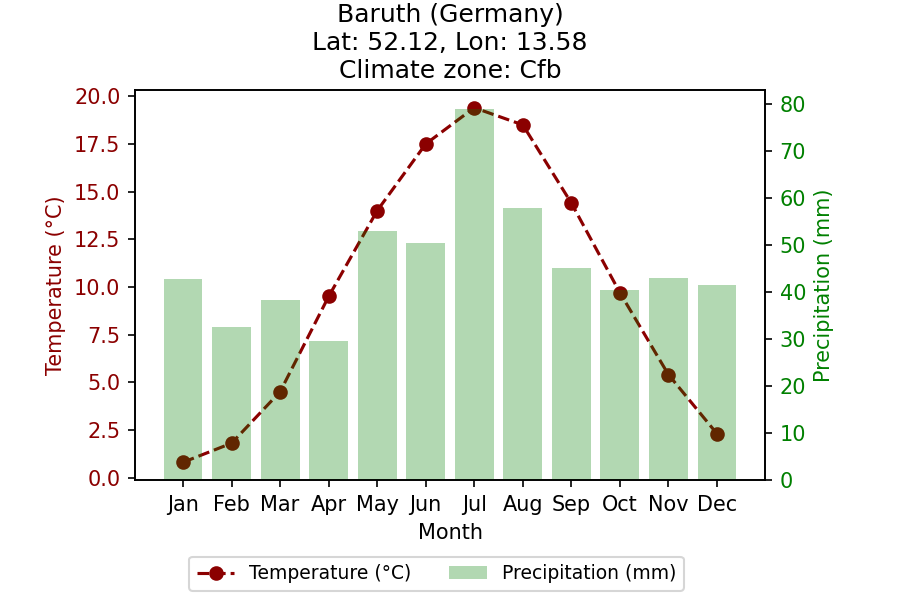 Baruth (Germany)
Lat: 52.12, Lon: 13.58
Climate zone: Cfb
20.0
17.5
15.0
12.5
10.0
7.5
5.0
2.5
0.0
Temperature (°C)
80
70
60
50
40
30
20
10
0
Precipitation (mm)
Jan Feb Mar Apr May Jun Jul Aug Sep Oct Nov Dec
Month
Temperature (°C) Precipitation (mm)